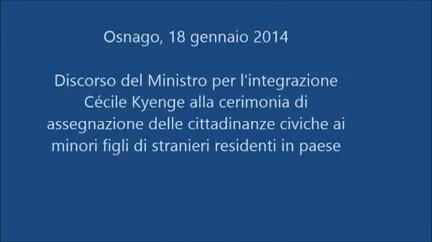 Osnago, 18 gennaio 2014
Discorso del Ministro per l'integrazione
Cécile Kyenge alla cerimonia di
assegnazione delle cittadinanze civiche ai
minori figli di stranieri residenti in paese